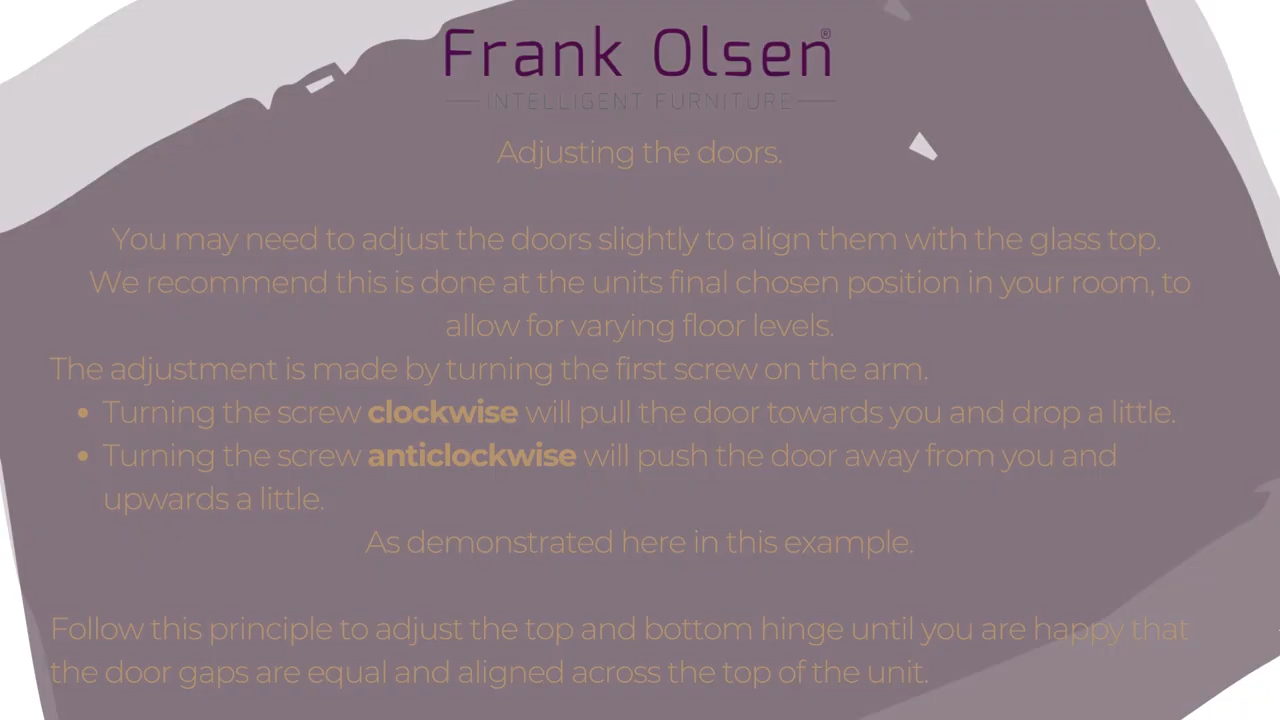 Frank Olsen®
INTELLIGENT FURNITURE
Adjusting the doors.
You may need to adjust the doors slightly to align them with the glass top.
We recommend this is done at the units final chosen position in your room, to
allow for varying floor levels.
The adjustment is made by turning the first screw on the arm.
• Turning the screw clockwise will pull the door towards you and drop a little.
• Turning the screw anticlockwise will push the door away from you and
upwards a little.
As demonstrated here in this example.
Follow this principle to adjust the top and bottom hinge until you are happy that
the door gaps are equal and aligned across the top of the unit.